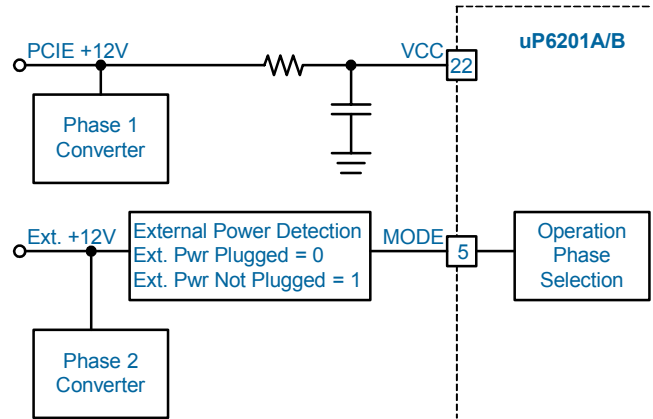 PCIE +12V
VCC
uP6201A/B
22
Phase 1
Converter
Ext. +12V
External Power Detection
Ext. Pwr Plugged = 0
Ext. Pwr Not Plugged = 1
MODE
5
Operation
Phase
Selection
Phase 2
Converter